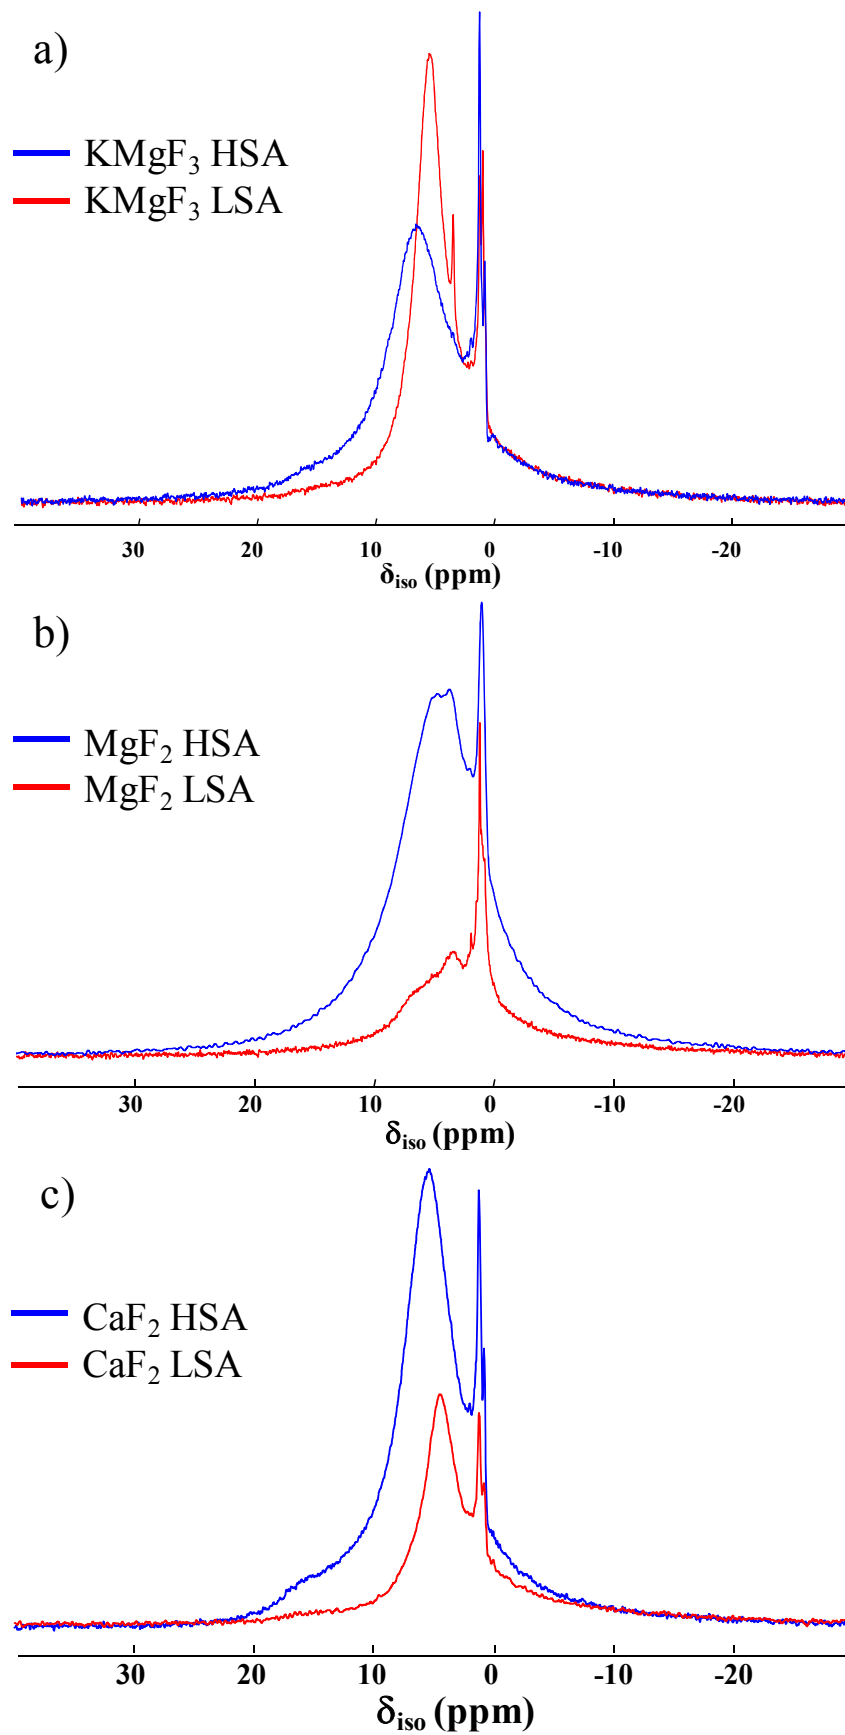 a)
KMgF₃ HSA
KMgF₃ LSA
30 20 10 0 -10 -20
δiso (ppm)
b)
MgF₂ HSA
MgF₂ LSA
30 20 10 0 -10 -20
δiso (ppm)
c)
CaF₂ HSA
CaF₂ LSA
30 20 10 0 -10 -20
δiso (ppm)